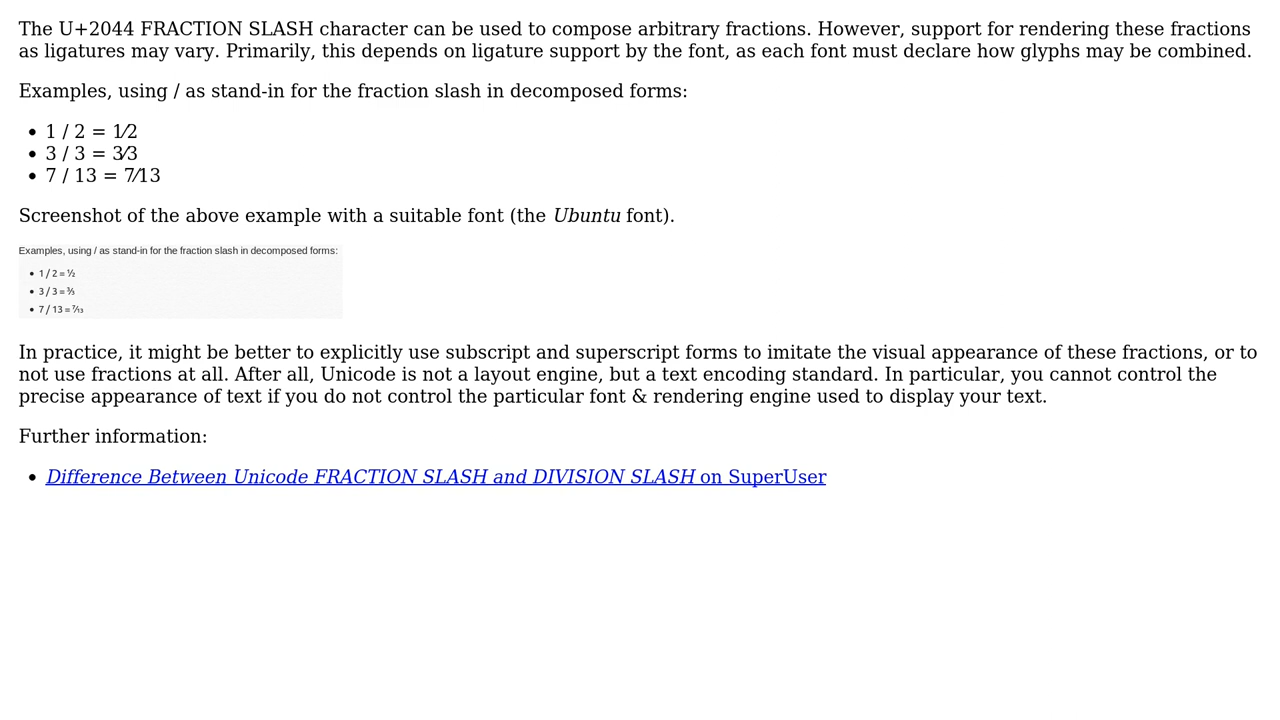 The U+2044 FRACTION SLASH character can be used to compose arbitrary fractions. However, support for rendering these fractions
as ligatures may vary. Primarily, this depends on ligature support by the font, as each font must declare how glyphs may be combined.
Examples, using / as stand-in for the fraction slash in decomposed forms:
• 1 / 2 = 1⁄2
• 3 / 3 = 3⁄3
• 7 / 13 = 7⁄13
Screenshot of the above example with a suitable font (the Ubuntu font).
Examples, using / as stand-in for the fraction slash in decomposed forms:
• 1 / 2 = 1⁄2
• 3 / 3 = 3⁄3
• 7 / 13 = 7⁄13
In practice, it might be better to explicitly use subscript and superscript forms to imitate the visual appearance of these fractions, or to
not use fractions at all. After all, Unicode is not a layout engine, but a text encoding standard. In particular, you cannot control the
precise appearance of text if you do not control the particular font & rendering engine used to display your text.
Further information:
• Difference Between Unicode FRACTION SLASH and DIVISION SLASH on SuperUser